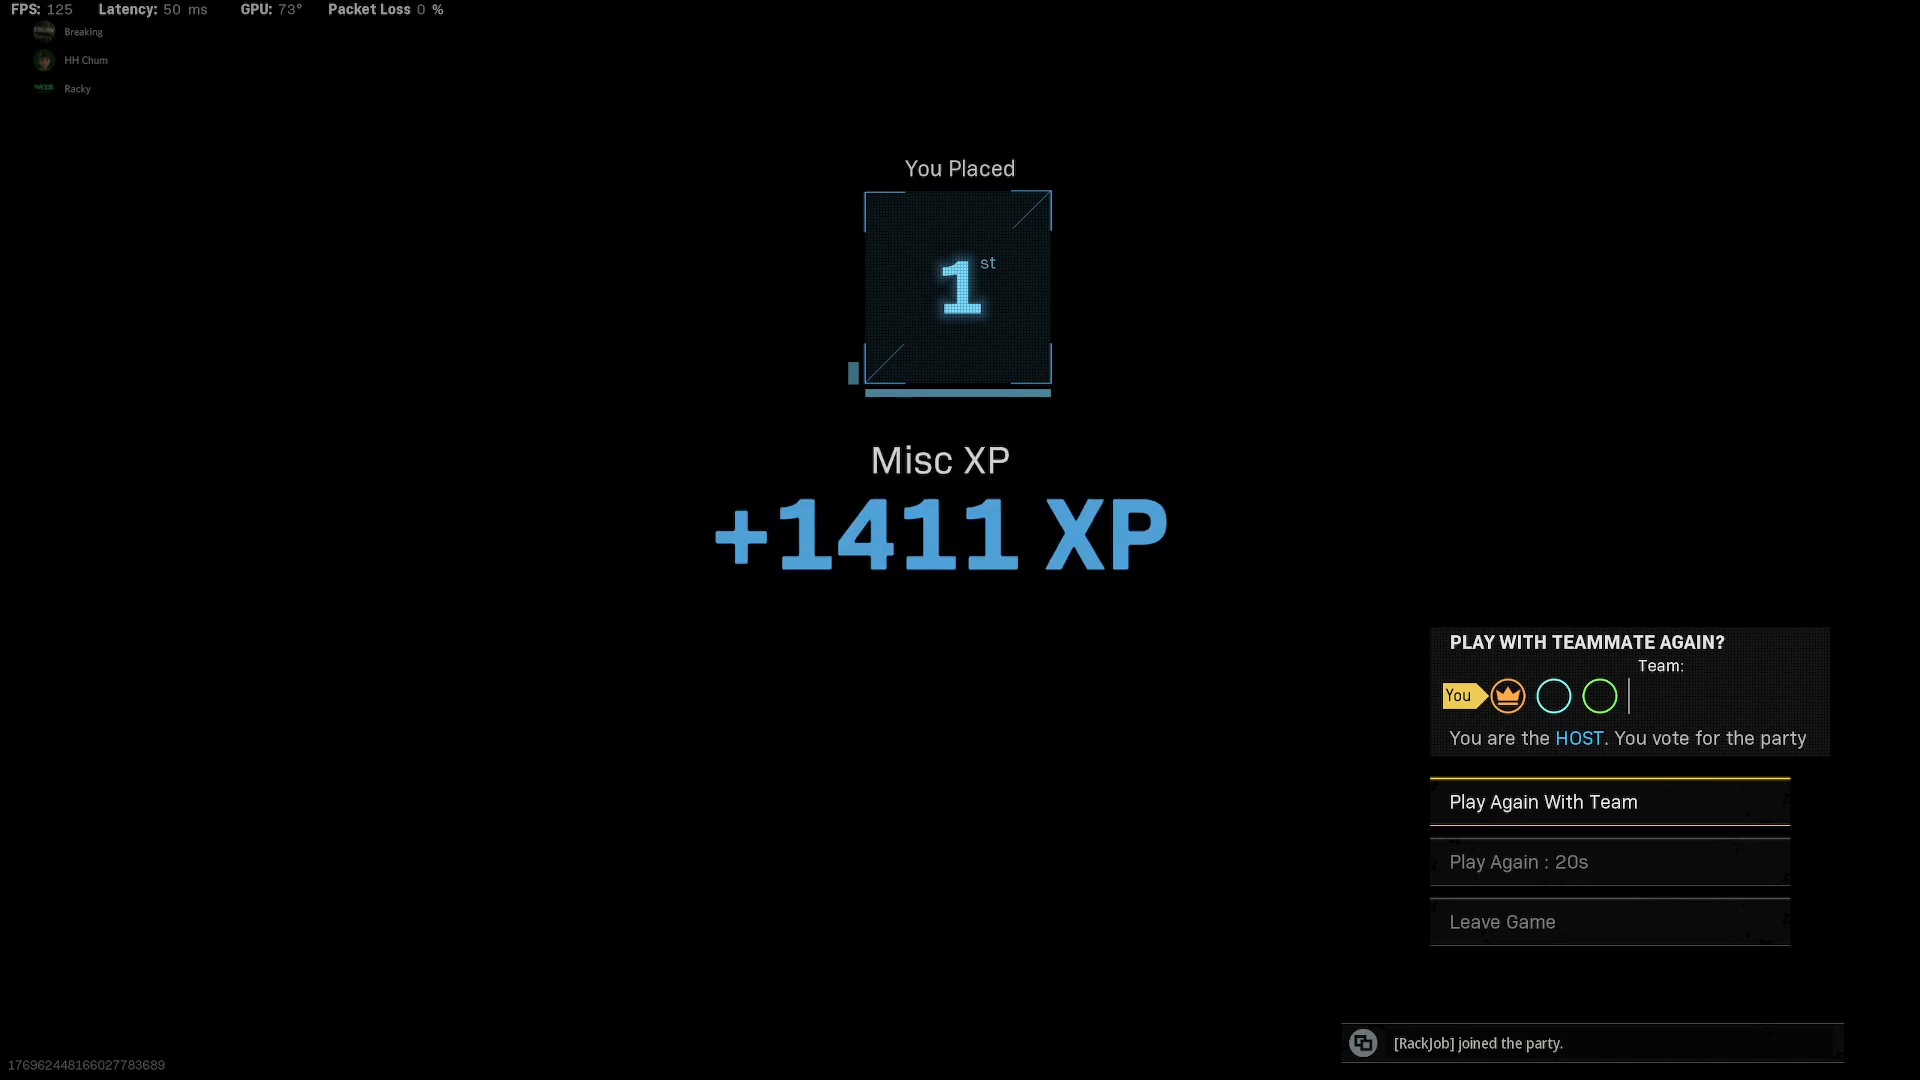 FPS: 125 Latency: 50 ms GPU: 73° Packet Loss 0 %
Breaking
HH Chum
Racky
You Placed
1st
Misc XP
+1411 XP
PLAY WITH TEAMMATE AGAIN?
Team:
You
You are the HOST. You vote for the party
Play Again With Team
Play Again : 20s
Leave Game
[RackJob] joined the party.
17696244816602778​3689